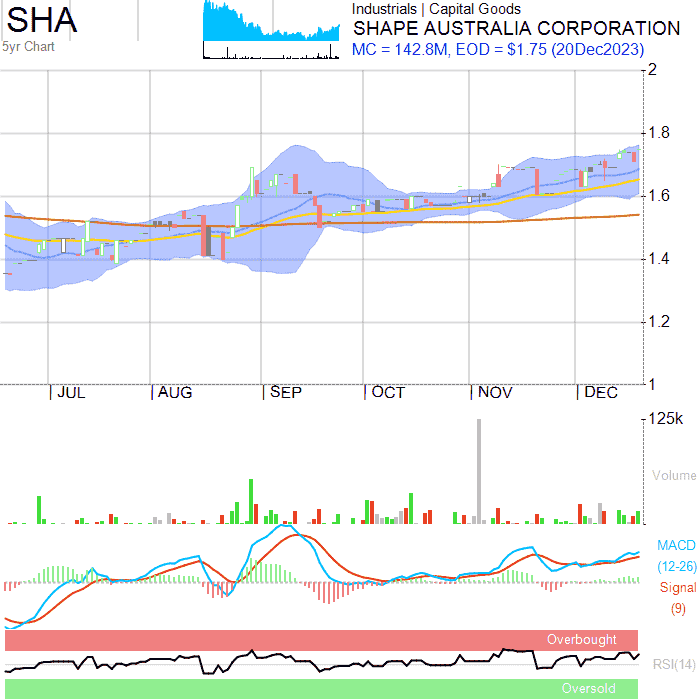 SHA
5yr Chart
Industrials | Capital Goods
SHAPE AUSTRALIA CORPORATION
MC = 142.8M, EOD = $1.75 (20Dec2023)
2
1.8
1.6
1.4
1.2
1
JUL AUG SEP OCT NOV DEC
125k
Volume
MACD
(12-26)
Signal
(9)
Overbought
RSI(14)
Oversold